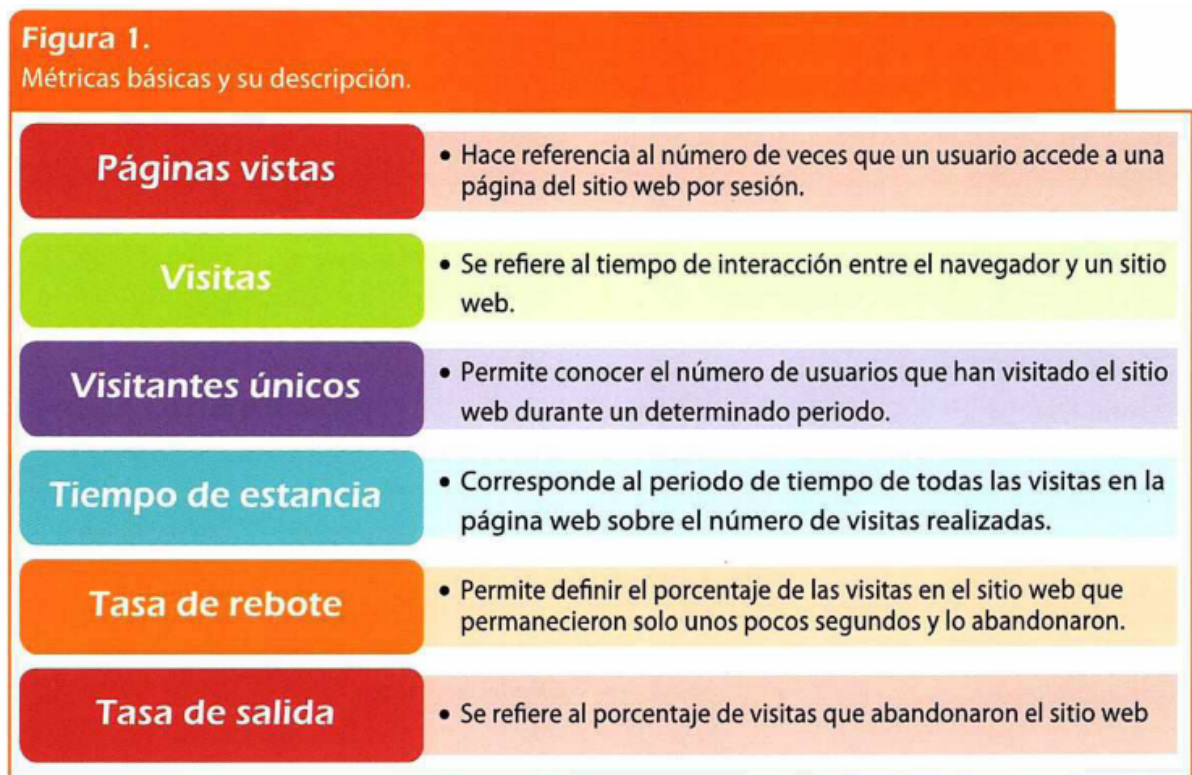 Figura 1.
Métricas básicas y su descripción.
Páginas vistas
• Hace referencia al número de veces que un usuario accede a una
página del sitio web por sesión.
Visitas
• Se refiere al tiempo de interacción entre el navegador y un sitio
web.
Visitantes únicos
• Permite conocer el número de usuarios que han visitado el sitio
web durante un determinado periodo.
Tiempo de estancia
• Corresponde al periodo de tiempo de todas las visitas en la
página web sobre el número de visitas realizadas.
Tasa de rebote
• Permite definir el porcentaje de las visitas en el sitio web que
permanecieron solo unos pocos segundos y lo abandonaron.
Tasa de salida
• Se refiere al porcentaje de visitas que abandonaron el sitio web